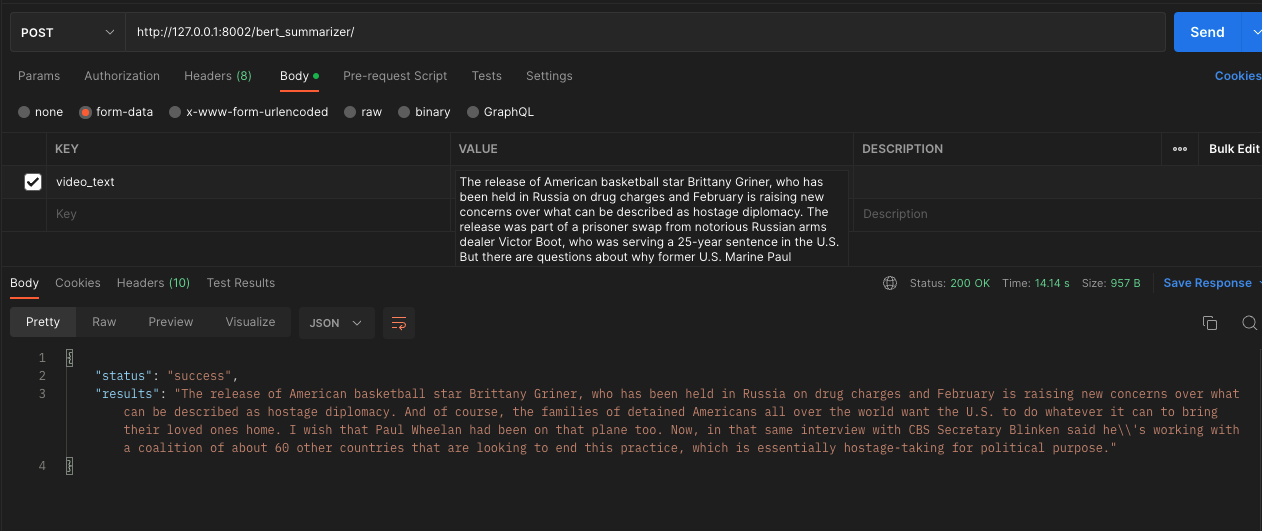 POST http://127.0.0.1:8002/bert_summarizer/ Send
Params Authorization Headers (8) Body Pre-request Script Tests Settings Cookies
none form-data x-www-form-urlencoded raw binary GraphQL
KEY VALUE DESCRIPTION ••• Bulk Edit
video_text
The release of American basketball star Brittany Griner, who has
been held in Russia on drug charges and February is raising new
concerns over what can be described as hostage diplomacy. The
release was part of a prisoner swap from notorious Russian arms
dealer Victor Boot, who was serving a 25-year sentence in the U.S.
But there are questions about why former U.S. Marine Paul
Key Description
Body Cookies Headers (10) Test Results Status: 200 OK Time: 14.14 s Size: 957 B Save Response
Pretty Raw Preview Visualize JSON
1 {
2 "status": "success",
3 "results": "The release of American basketball star Brittany Griner, who has been held in Russia on drug charges and February is raising new concerns over what
can be described as hostage diplomacy. And of course, the families of detained Americans all over the world want the U.S. to do whatever it can to bring
their loved ones home. I wish that Paul Wheelan had been on that plane too. Now, in that same interview with CBS Secretary Blinken said he\\'s working with
a coalition of about 60 other countries that are looking to end this practice, which is essentially hostage-taking for political purpose."
4 }